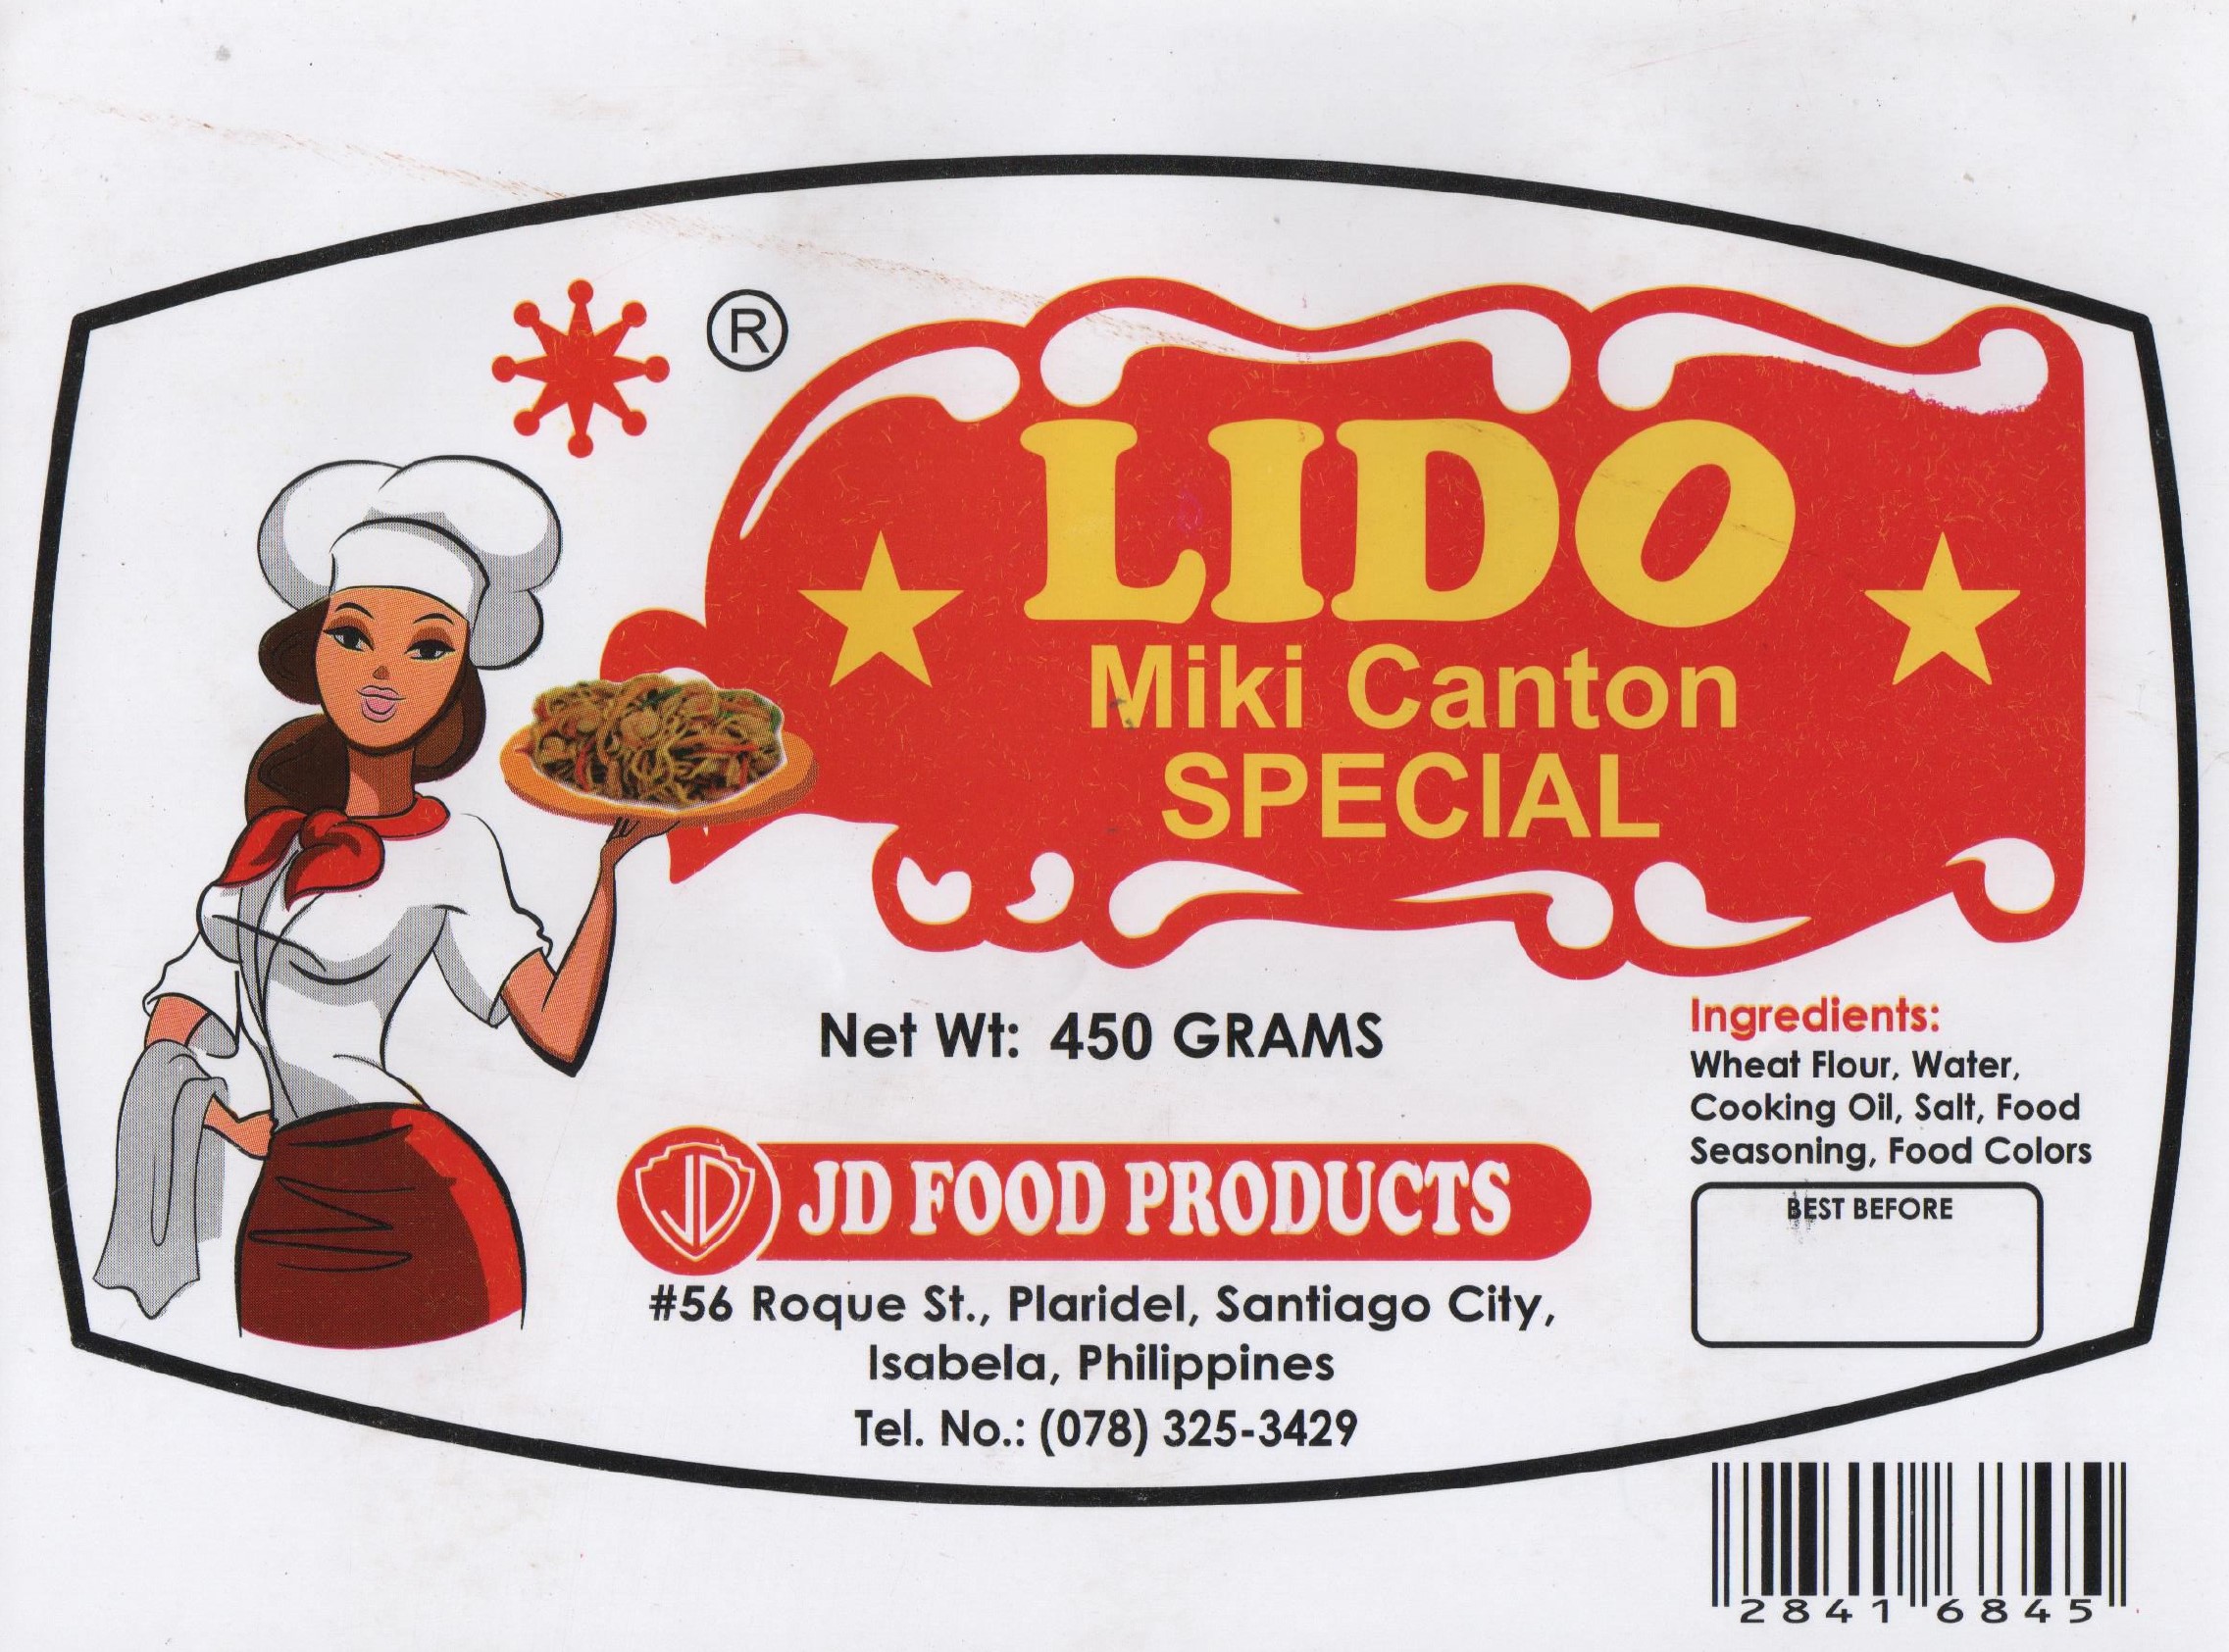 ®
LIDO
Miki Canton
SPECIAL
Net Wt: 450 GRAMS
Ingredients:
Wheat Flour, Water,
Cooking Oil, Salt, Food
Seasoning, Food Colors
BEST BEFORE
JD JD FOOD PRODUCTS
#56 Roque St., Plaridel, Santiago City,
Isabela, Philippines
Tel. No.: (078) 325-3429
2841 6845